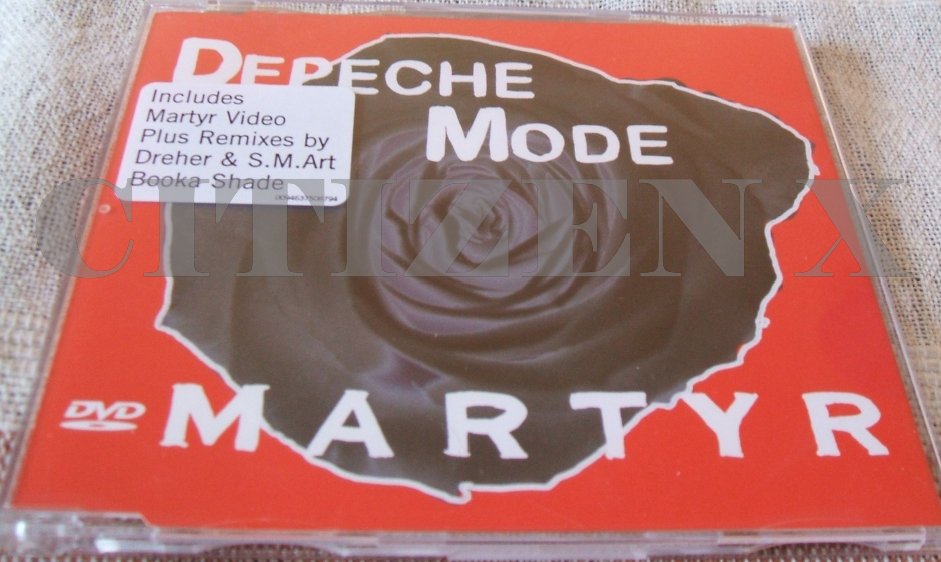 DEPECHE
MODE
Includes
Martyr Video
Plus Remixes by
Dreher & S.M.Art
Booka Shade
CITIZEN X
DVD
MARTYR